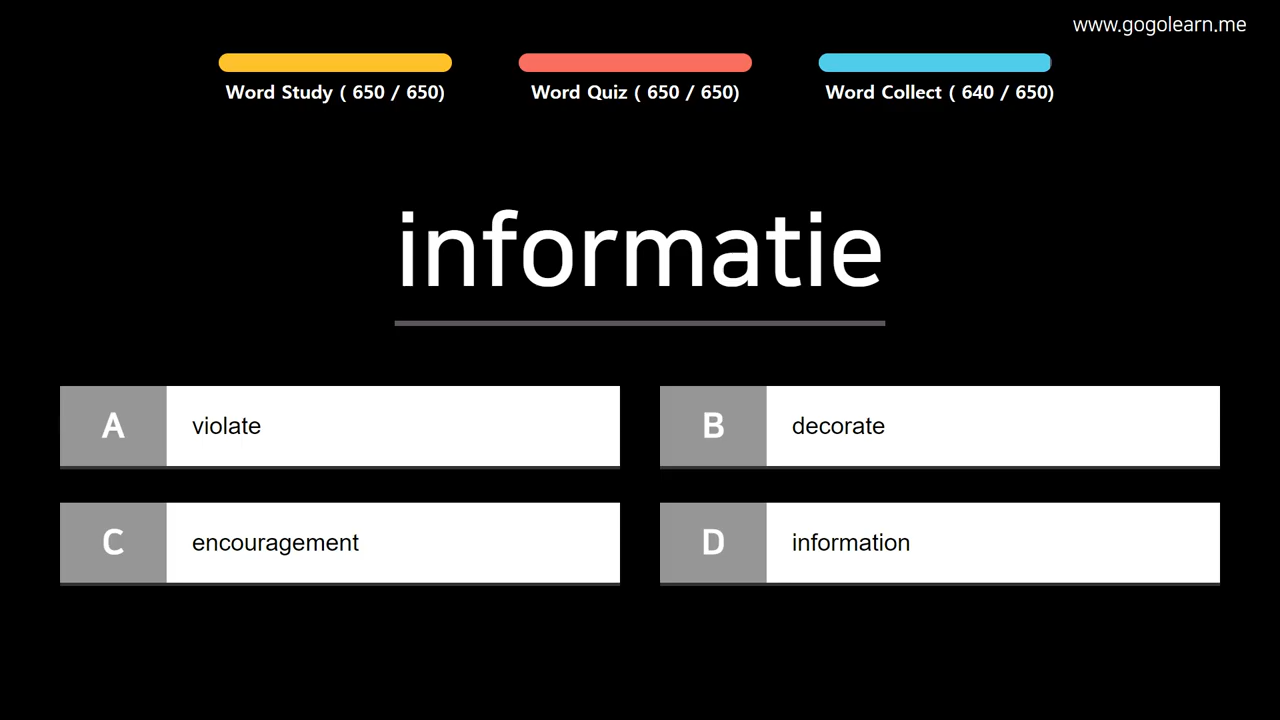 www.gogolearn.me
Word Study ( 650 / 650)
Word Quiz ( 650 / 650)
Word Collect ( 640 / 650)
informatie
A violate
B decorate
C encouragement
D information